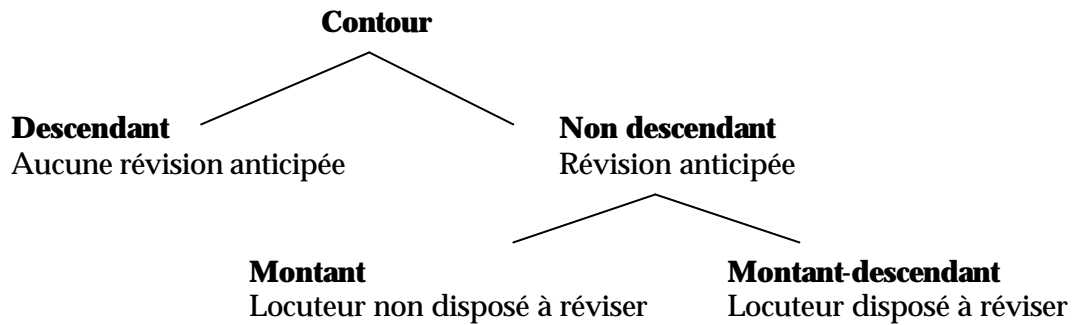 Contour
Descendant
Aucune révision anticipée
Non descendant
Révision anticipée
Montant
Locuteur non disposé à réviser
Montant-descendant
Locuteur disposé à réviser